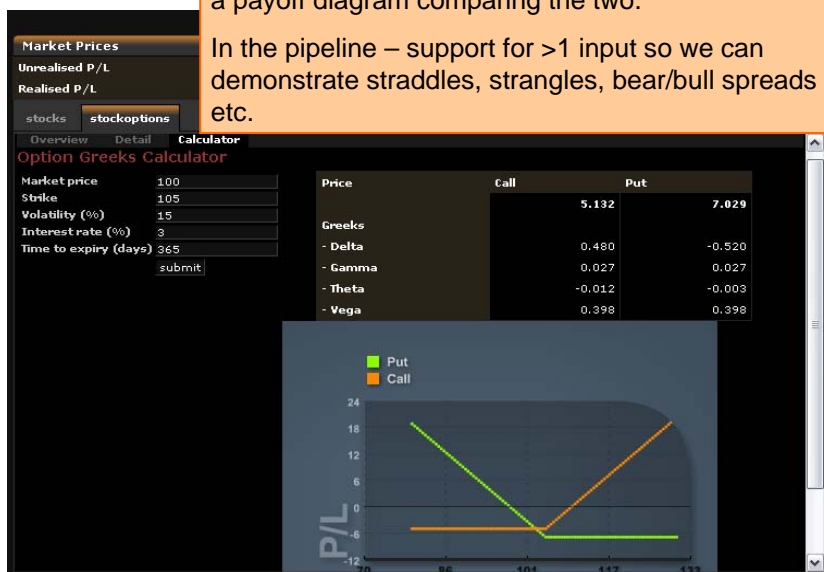 a payoff diagram comparing the two.
In the pipeline – support for >1 input so we can
demonstrate straddles, strangles, bear/bull spreads
etc.
Market Prices
Unrealised P/L
Realised P/L
stocks stockoptions
Overview Detail Calculator
Option Greeks Calculator
Market price 100
Strike 105
Volatility (%) 15
Interest rate (%) 3
Time to expiry (days) 365
submit
Price Call Put
5.132 7.029
Greeks
- Delta 0.480 -0.520
- Gamma 0.027 0.027
- Theta -0.012 -0.003
- Vega 0.398 0.398
Put
Call
24
18
12
6
0
-6
-12
P/L
70 86 101 117 133